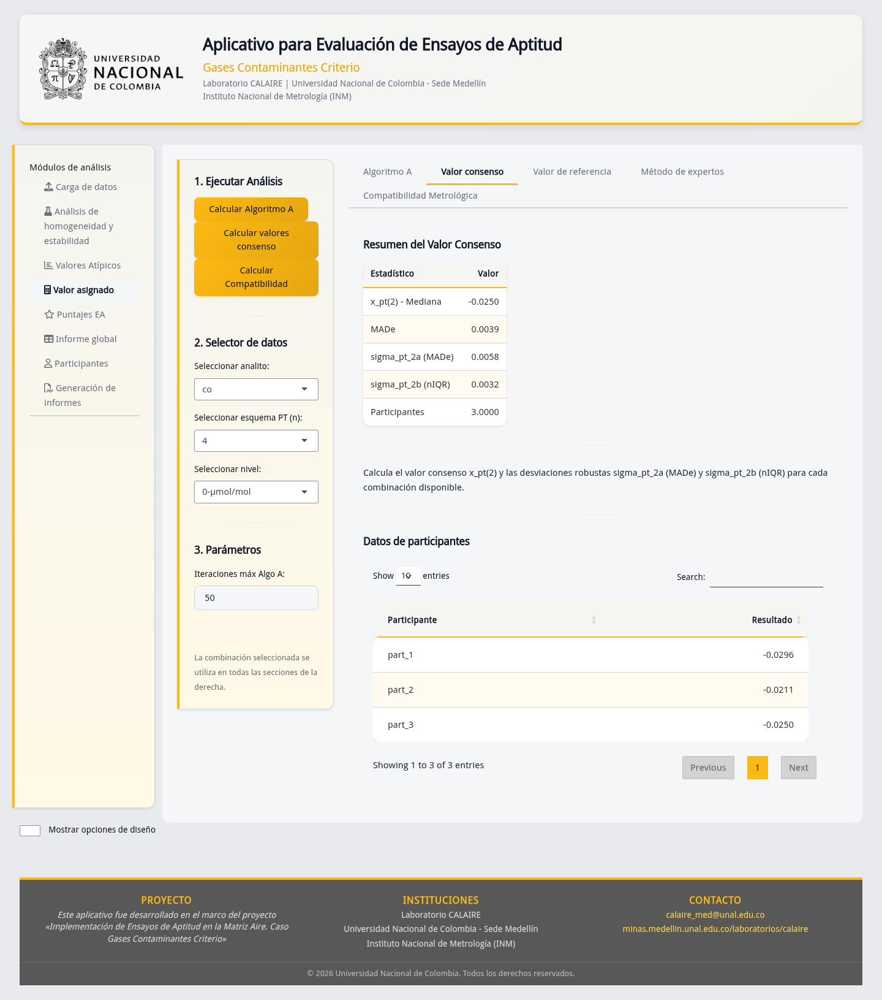 UNIVERSIDAD
NACIONAL
DE COLOMBIA
Aplicativo para Evaluación de Ensayos de Aptitud
Gases Contaminantes Criterio
Laboratorio CALAIRE | Universidad Nacional de Colombia - Sede Medellín
Instituto Nacional de Metrología (INM)
Módulos de análisis
Carga de datos
Análisis de
homogeneidad y
estabilidad
Valores Atípicos
Valor asignado
Puntajes EA
Informe global
Participantes
Generación de
informes
1. Ejecutar Análisis
Calcular Algoritmo A
Calcular valores
consenso
Calcular
Compatibilidad
2. Selector de datos
Seleccionar analito:
co
Seleccionar esquema PT (n):
4
Seleccionar nivel:
0-μmol/mol
3. Parámetros
Iteraciones máx Algo A:
50
La combinación seleccionada se
utiliza en todas las secciones de la
derecha.
Algoritmo A Valor consenso Valor de referencia Método de expertos
Compatibilidad Metrológica
Resumen del Valor Consenso
Estadístico Valor
x_pt(2) - Mediana -0.0250
MADe 0.0039
sigma_pt_2a (MADe) 0.0058
sigma_pt_2b (nIQR) 0.0032
Participantes 3.0000
Calcula el valor consenso x_pt(2) y las desviaciones robustas sigma_pt_2a (MADe) y sigma_pt_2b (nIQR) para cada
combinación disponible.
Datos de participantes
Show 10 entries Search:
Participante Resultado
part_1 -0.0296
part_2 -0.0211
part_3 -0.0250
Showing 1 to 3 of 3 entries Previous 1 Next
Mostrar opciones de diseño
PROYECTO
Este aplicativo fue desarrollado en el marco del proyecto
«Implementación de Ensayos de Aptitud en la Matriz Aire. Caso
Gases Contaminantes Criterio»
INSTITUCIONES
Laboratorio CALAIRE
Universidad Nacional de Colombia - Sede Medellín
Instituto Nacional de Metrología (INM)
CONTACTO
calaire_med@unal.edu.co
minas.medellin.unal.edu.co/laboratorios/calaire
© 2026 Universidad Nacional de Colombia. Todos los derechos reservados.